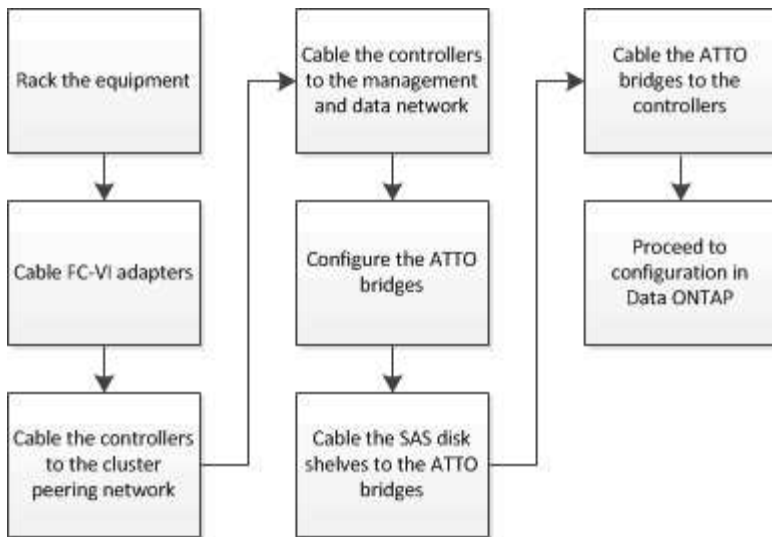 Rack the equipment
Cable FC-VI adapters
Cable the controllers
to the cluster
peering network
Cable the controllers
to the management
and data network
Configure the ATTO
bridges
Cable the SAS disk
shelves to the ATTO
bridges
Cable the ATTO
bridges to the
controllers
Proceed to
configuration in
Data ONTAP